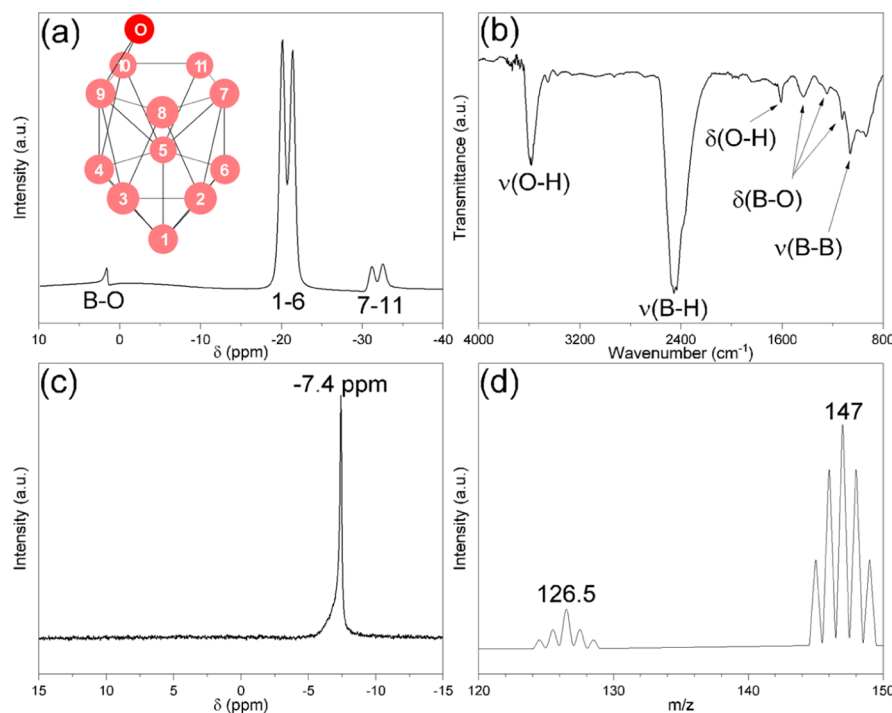 (a)
O
10
11
9
7
8
5
4
6
3
2
1
B-O
1-6
7-11
10
0
-10
-20
-30
-40
δ (ppm)
Intensity (a.u.)
(b)
ν(O-H)
ν(B-H)
δ(O-H)
δ(B-O)
ν(B-B)
4000
3200
2400
1600
800
Wavenumber (cm⁻¹)
Transmittance (a.u.)
(c)
-7.4 ppm
15
10
5
0
-5
-10
-15
δ (ppm)
Intensity (a.u.)
(d)
147
126.5
120
130
140
150
m/z
Intensity (a.u.)